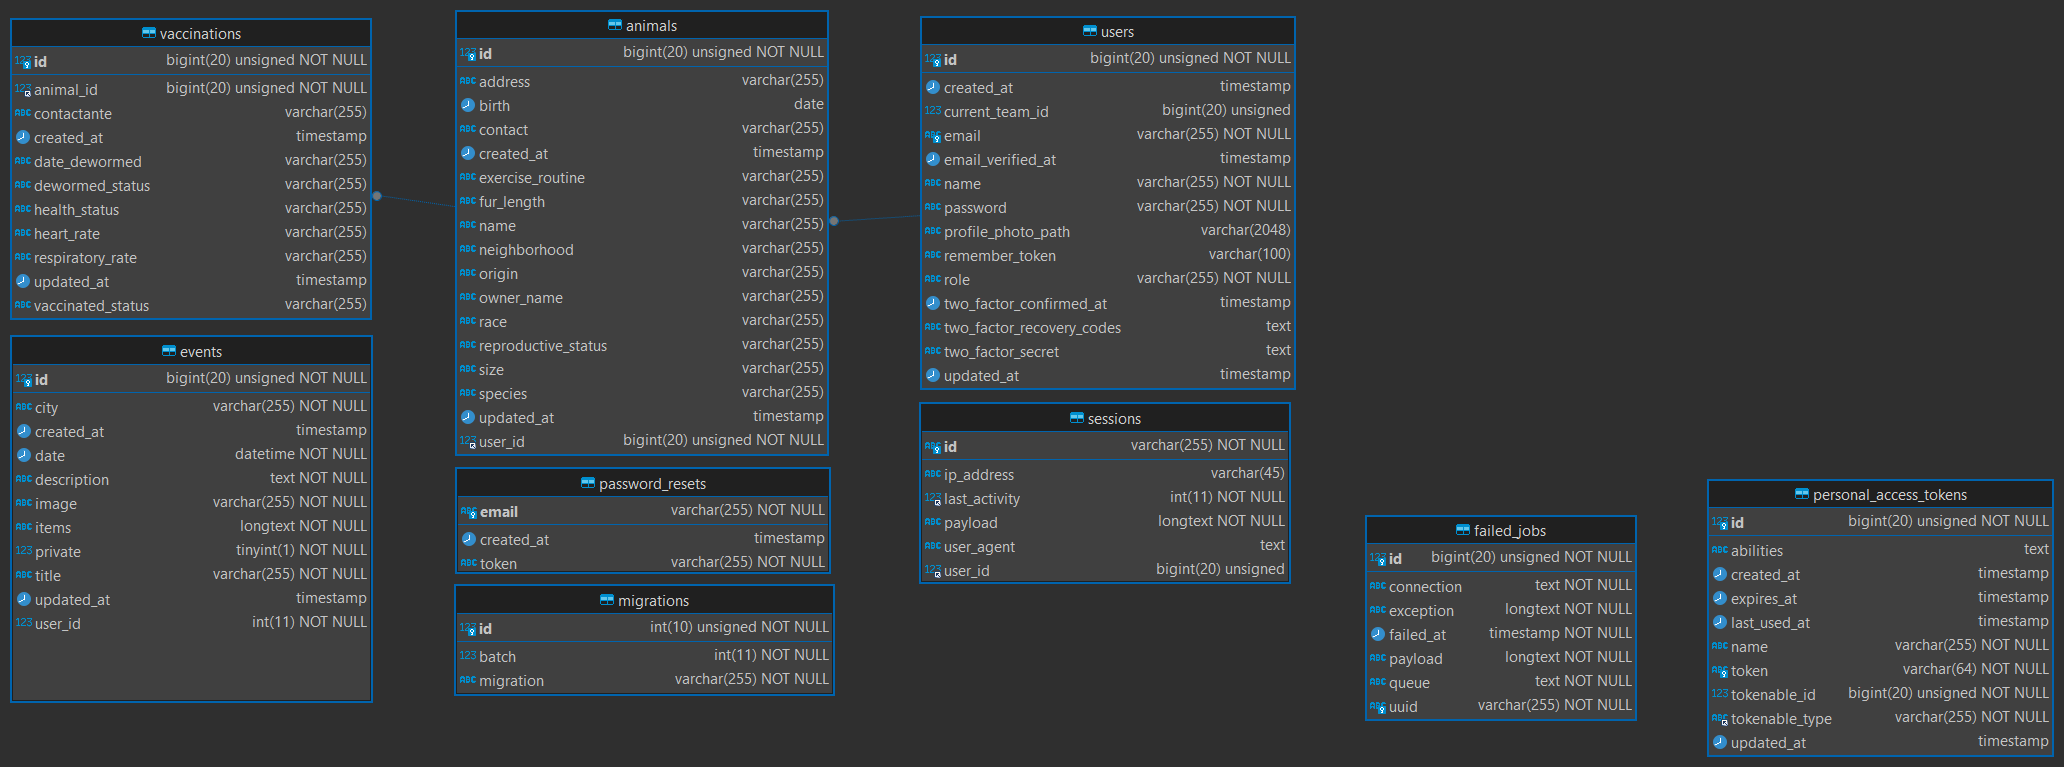 vaccinations
id bigint(20) unsigned NOT NULL
animal_id bigint(20) unsigned NOT NULL
contactante varchar(255)
created_at timestamp
date_dewormed varchar(255)
dewormed_status varchar(255)
health_status varchar(255)
heart_rate varchar(255)
respiratory_rate varchar(255)
updated_at timestamp
vaccinated_status varchar(255)
events
id bigint(20) unsigned NOT NULL
city varchar(255) NOT NULL
created_at timestamp
date datetime NOT NULL
description text NOT NULL
image varchar(255) NOT NULL
items longtext NOT NULL
private tinyint(1) NOT NULL
title varchar(255) NOT NULL
updated_at timestamp
user_id int(11) NOT NULL
animals
id bigint(20) unsigned NOT NULL
address varchar(255)
birth date
contact varchar(255)
created_at timestamp
exercise_routine varchar(255)
fur_length varchar(255)
name varchar(255)
neighborhood varchar(255)
origin varchar(255)
owner_name varchar(255)
race varchar(255)
reproductive_status varchar(255)
size varchar(255)
species varchar(255)
updated_at timestamp
user_id bigint(20) unsigned NOT NULL
password_resets
email varchar(255) NOT NULL
created_at timestamp
token varchar(255) NOT NULL
migrations
id int(10) unsigned NOT NULL
batch int(11) NOT NULL
migration varchar(255) NOT NULL
users
id bigint(20) unsigned NOT NULL
created_at timestamp
current_team_id bigint(20) unsigned
email varchar(255) NOT NULL
email_verified_at timestamp
name varchar(255) NOT NULL
password varchar(255) NOT NULL
profile_photo_path varchar(2048)
remember_token varchar(100)
role varchar(255) NOT NULL
two_factor_confirmed_at timestamp
two_factor_recovery_codes text
two_factor_secret text
updated_at timestamp
sessions
id varchar(255) NOT NULL
ip_address varchar(45)
last_activity int(11) NOT NULL
payload longtext NOT NULL
user_agent text
user_id bigint(20) unsigned
failed_jobs
id bigint(20) unsigned NOT NULL
connection text NOT NULL
exception longtext NOT NULL
failed_at timestamp NOT NULL
payload longtext NOT NULL
queue text NOT NULL
uuid varchar(255) NOT NULL
personal_access_tokens
id bigint(20) unsigned NOT NULL
abilities text
created_at timestamp
expires_at timestamp
last_used_at timestamp
name varchar(255) NOT NULL
token varchar(64) NOT NULL
tokenable_id bigint(20) unsigned NOT NULL
tokenable_type varchar(255) NOT NULL
updated_at timestamp